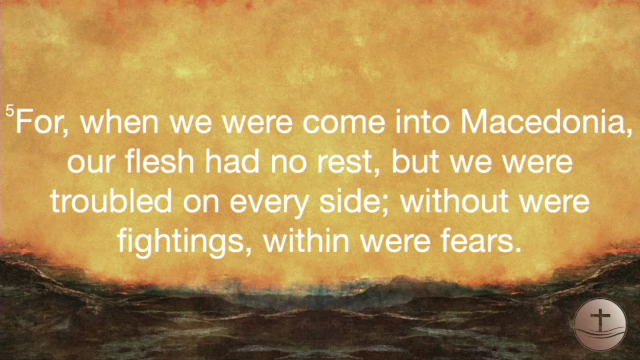 ⁵For, when we were come into Macedonia,
our flesh had no rest, but we were
troubled on every side; without were
fightings, within were fears.